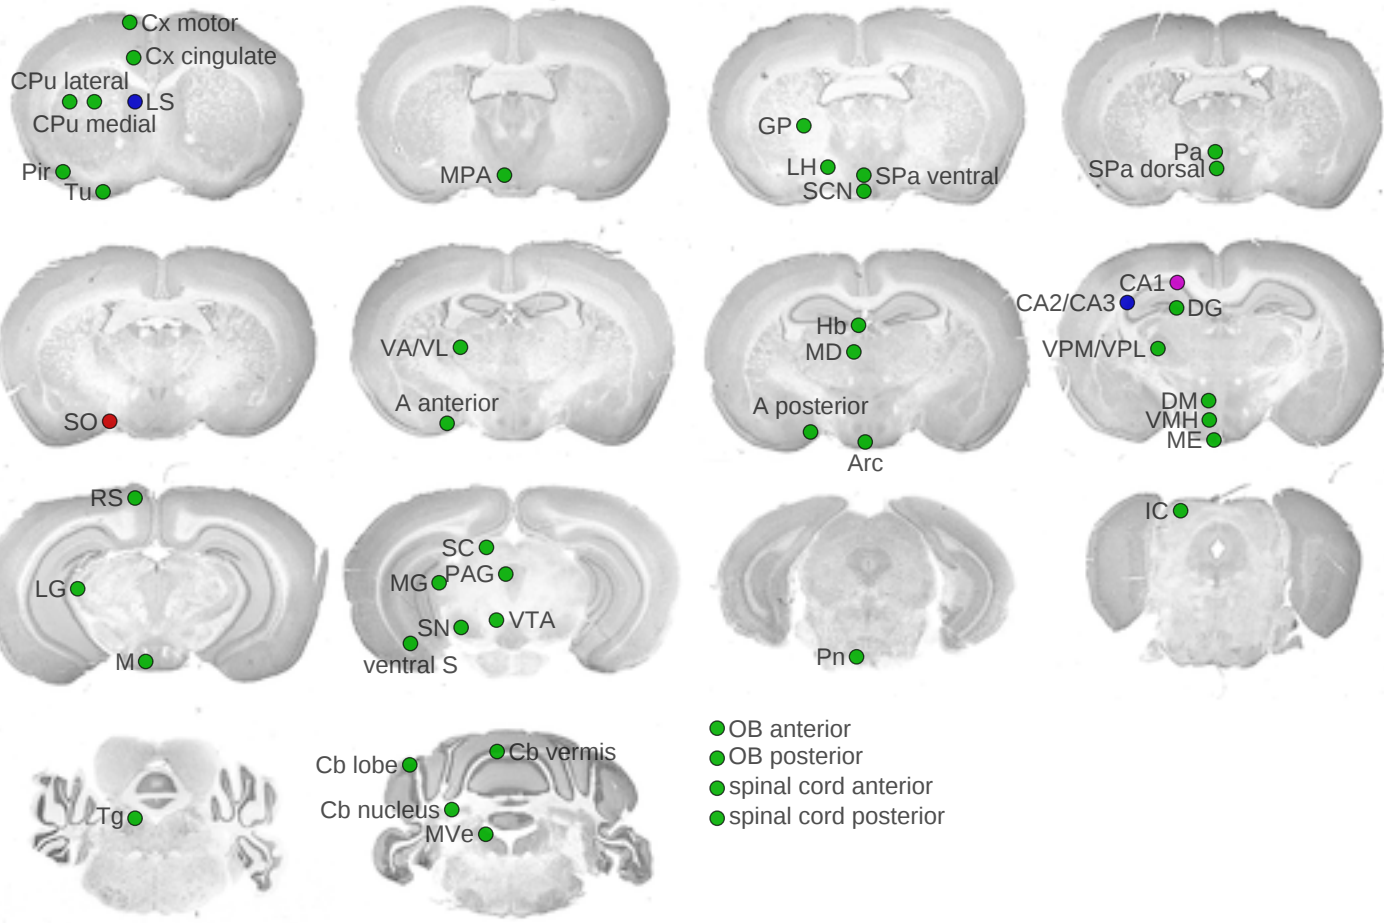 Cx motor
Cx cingulate
CPu lateral
LS
CPu medial
Pir
Tu
MPA
GP
LH
SPa ventral
SCN
Pa
SPa dorsal
SO
VA/VL
A anterior
Hb
MD
A posterior
Arc
CA1
CA2/CA3
DG
VPM/VPL
DM
VMH
ME
RS
LG
M
SC
MG
PAG
SN
VTA
ventral S
Pn
IC
Tg
Cb lobe
Cb vermis
Cb nucleus
MVe
OB anterior
OB posterior
spinal cord anterior
spinal cord posterior